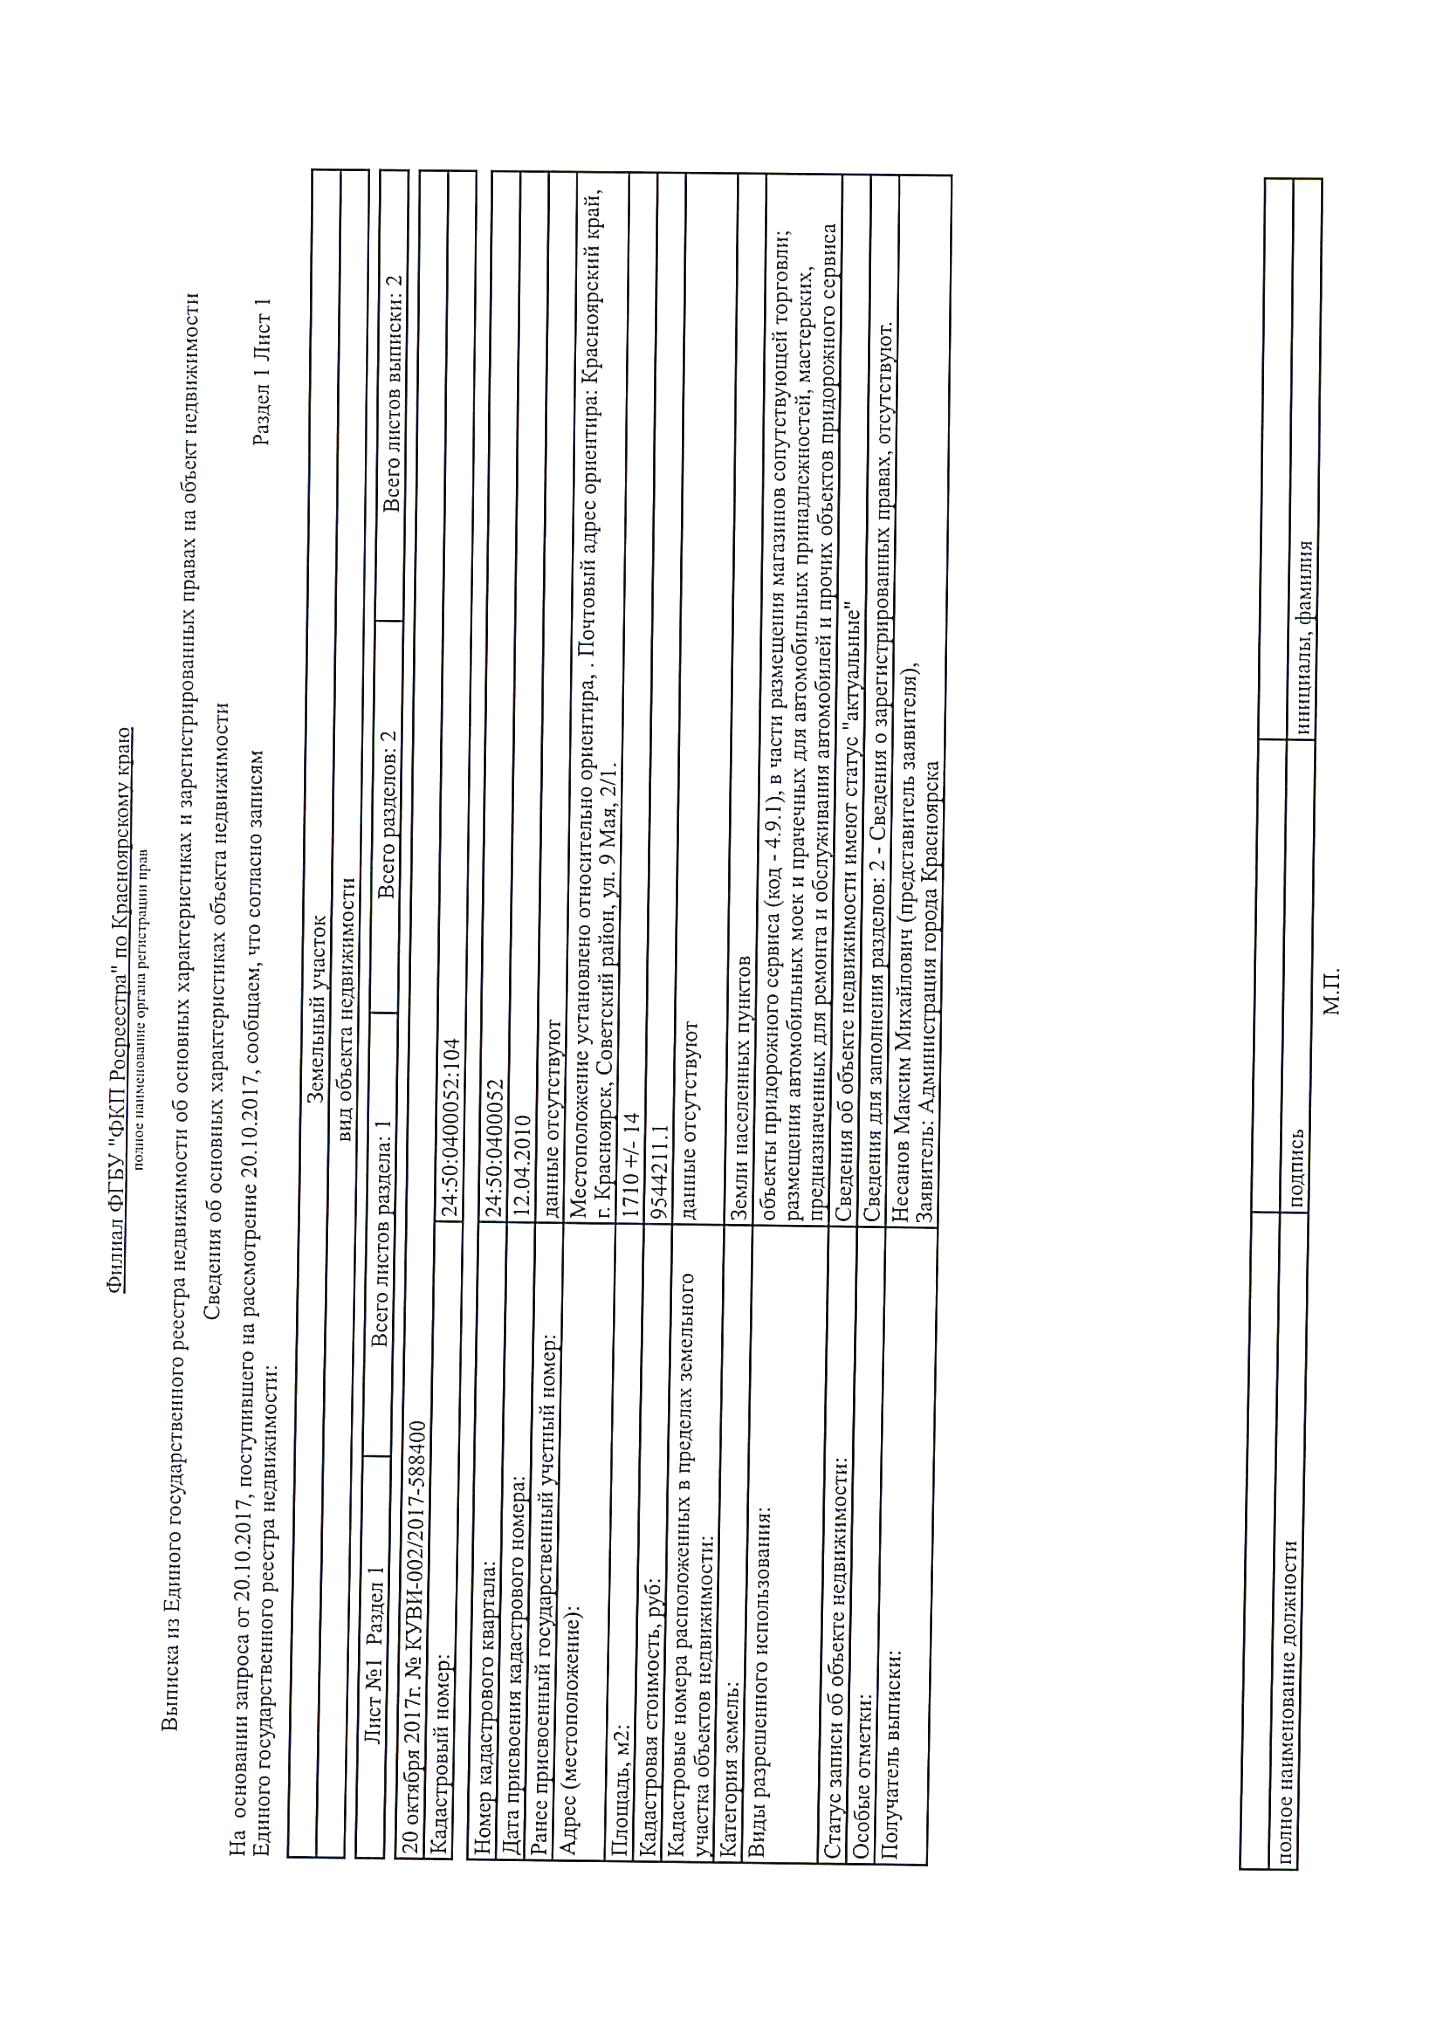 Филиал ФГБУ "ФКП Росреестра" по Красноярскому краю
полное наименование органа регистрации прав
Выписка из Единого государственного реестра недвижимости об основных характеристиках и зарегистрированных правах на объект недвижимости
Сведения об основных характеристиках объекта недвижимости
Раздел 1 Лист 1
На основании запроса от 20.10.2017, поступившего на рассмотрение 20.10.2017, сообщаем, что согласно записям
Единого государственного реестра недвижимости:
Земельный участок
вид объекта недвижимости
Лист №1 Раздел 1 Всего листов раздела: 1 Всего разделов: 2 Всего листов выписки: 2
20 октября 2017г. № КУВИ-002/2017-588400
Кадастровый номер: 24:50:0400052:104
Номер кадастрового квартала: 24:50:0400052
Дата присвоения кадастрового номера: 12.04.2010
Ранее присвоенный государственный учетный номер: данные отсутствуют
Адрес (местоположение): Местоположение установлено относительно ориентира, . Почтовый адрес ориентира: Красноярский край,
г. Красноярск, Советский район, ул. 9 Мая, 2/1.
Площадь, м2: 1710 +/- 14
Кадастровая стоимость, руб: 9544211.1
Кадастровые номера расположенных в пределах земельного
участка объектов недвижимости: данные отсутствуют
Категория земель: Земли населенных пунктов
Виды разрешенного использования: объекты придорожного сервиса (код - 4.9.1), в части размещения магазинов сопутствующей торговли;
размещения автомобильных моек и прачечных для автомобильных принадлежностей, мастерских,
предназначенных для ремонта и обслуживания автомобилей и прочих объектов придорожного сервиса
Статус записи об объекте недвижимости: Сведения об объекте недвижимости имеют статус "актуальные"
Особые отметки: Сведения для заполнения разделов: 2 - Сведения о зарегистрированных правах, отсутствуют.
Получатель выписки: Несанов Максим Михайлович (представитель заявителя),
Заявитель: Администрация города Красноярска
полное наименование должности подпись инициалы, фамилия
М.П.